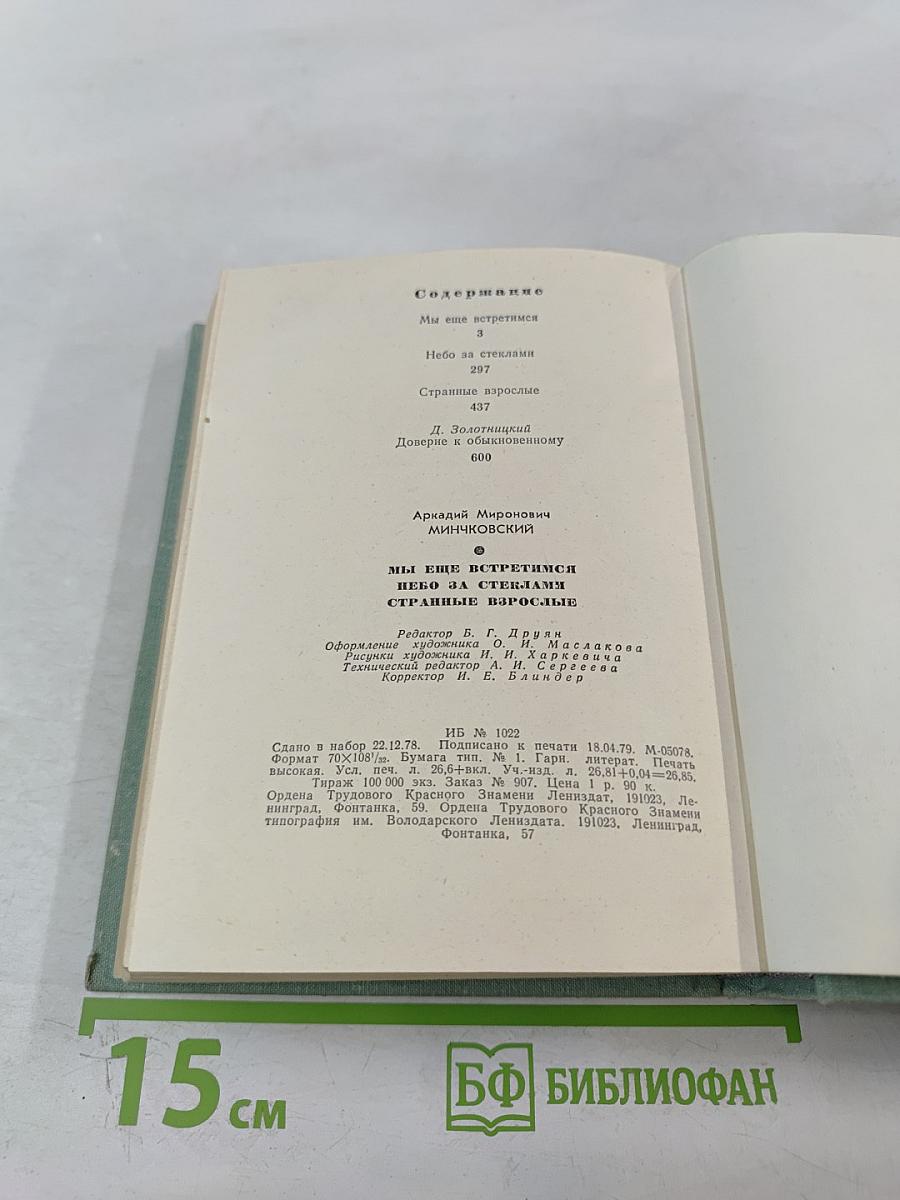 Содержание
Мы еще встретимся
3
Небо за стеклами
297
Странные взрослые
437
Д. Золотницкий
Доверие к обыкновенному
600
Аркадий Миронович
МИНЧКОВСКИЙ
МЫ ЕЩЕ ВСТРЕТИМСЯ
НЕБО ЗА СТЕКЛАМИ
СТРАННЫЕ ВЗРОСЛЫЕ
Редактор Б. Г. Друян
Оформление художника О. И. Маслакова
Рисунки художника И. И. Харкевича
Технический редактор А. И. Сергеева
Корректор И. Е. Блиндер
ИБ № 1022
Сдано в набор 22.12.78. Подписано к печати 18.04.79. М-05078.
Формат 70×108¹/₃₂. Бумага тип. № 1. Гарн. литерат. Печать
высокая. Усл. печ. л. 26,6+вкл. Уч.-изд. л. 26,81+0,04=26,85.
Тираж 100 000 экз. Заказ № 907. Цена 1 р. 90 к.
Ордена Трудового Красного Знамени Лениздат, 191023, Ле-
нинград, Фонтанка, 59. Ордена Трудового Красного Знамени
типография им. Володарского Лениздата. 191023, Ленинград,
Фонтанка, 57
15 см
БФ БИБЛИОФАН